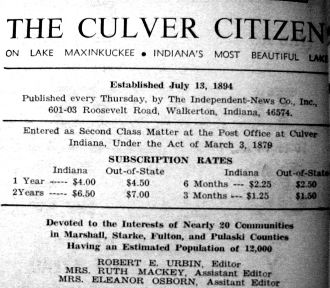 THE CULVER CITIZEN
ON LAKE MAXINKUCKEE • INDIANA'S MOST BEAUTIFUL LAKE
Established July 13, 1894
Published every Thursday, by The Independent-News Co., Inc.,
601-03 Roosevelt Road, Walkerton, Indiana, 46574.
Entered as Second Class Matter at the Post Office at Culver
Indiana, Under the Act of March 3, 1879
SUBSCRIPTION RATES
Indiana Out-of-State Indiana Out-of-State
1 Year ---- $4.00 $4.50 6 Months --- $2.25 $2.50
2Years ---- $6.50 $7.00 3 Months --- $1.25 $1.50
Devoted to the Interests of Nearly 20 Communities
in Marshall, Starke, Fulton, and Pulaski Counties
Having an Estimated Population of 12,000
ROBERT E. URBIN, Editor
MRS. RUTH MACKEY, Assistant Editor
MRS. ELEANOR OSBORN, Assitant Editor